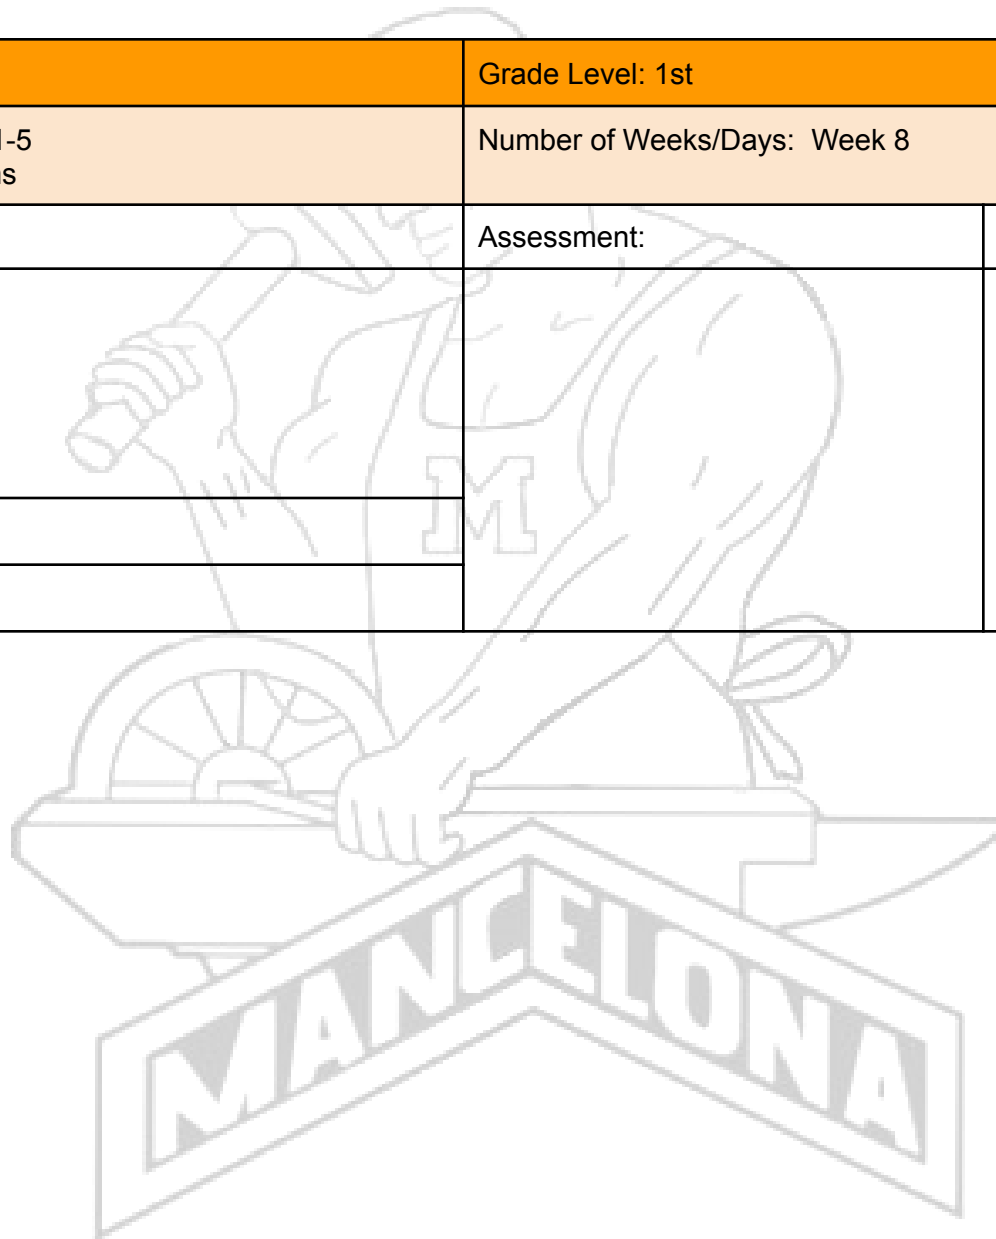 Grade Level: 1st
-5
Number of Weeks/Days: Week 8
s
Assessment:
M
MANCELONA